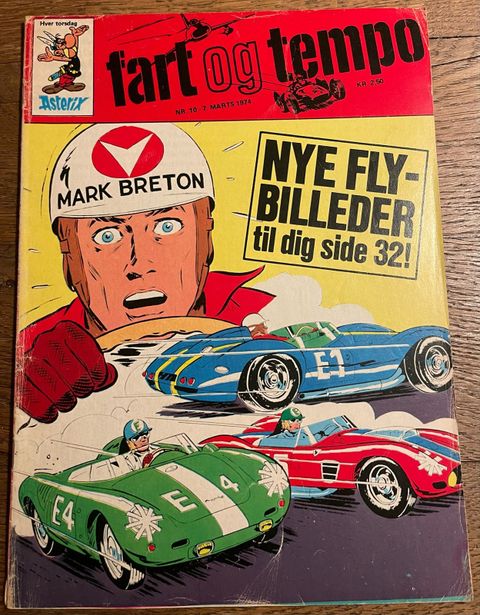 Hver torsdag
Asterix
fart og tempo
NR. 10. 7. MARTS 1974
KR. 2,50
MARK BRETON
NYE FLY-
BILLEDER
til dig side 32!
E1
E4
E 4